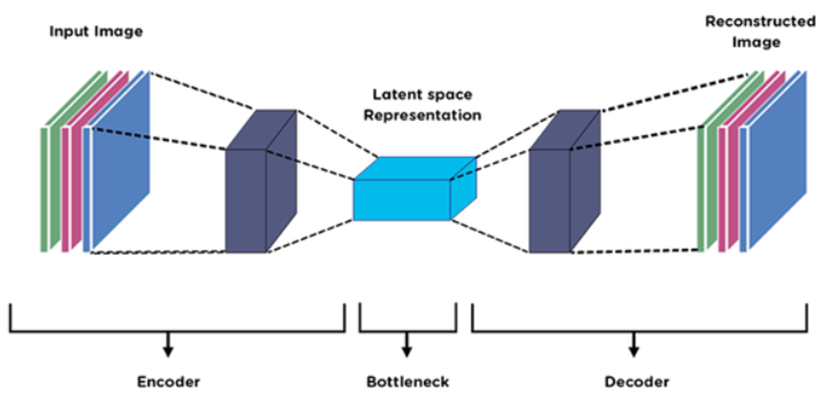 Input Image
Reconstructed
Image
Latent space
Representation
Encoder
Bottleneck
Decoder